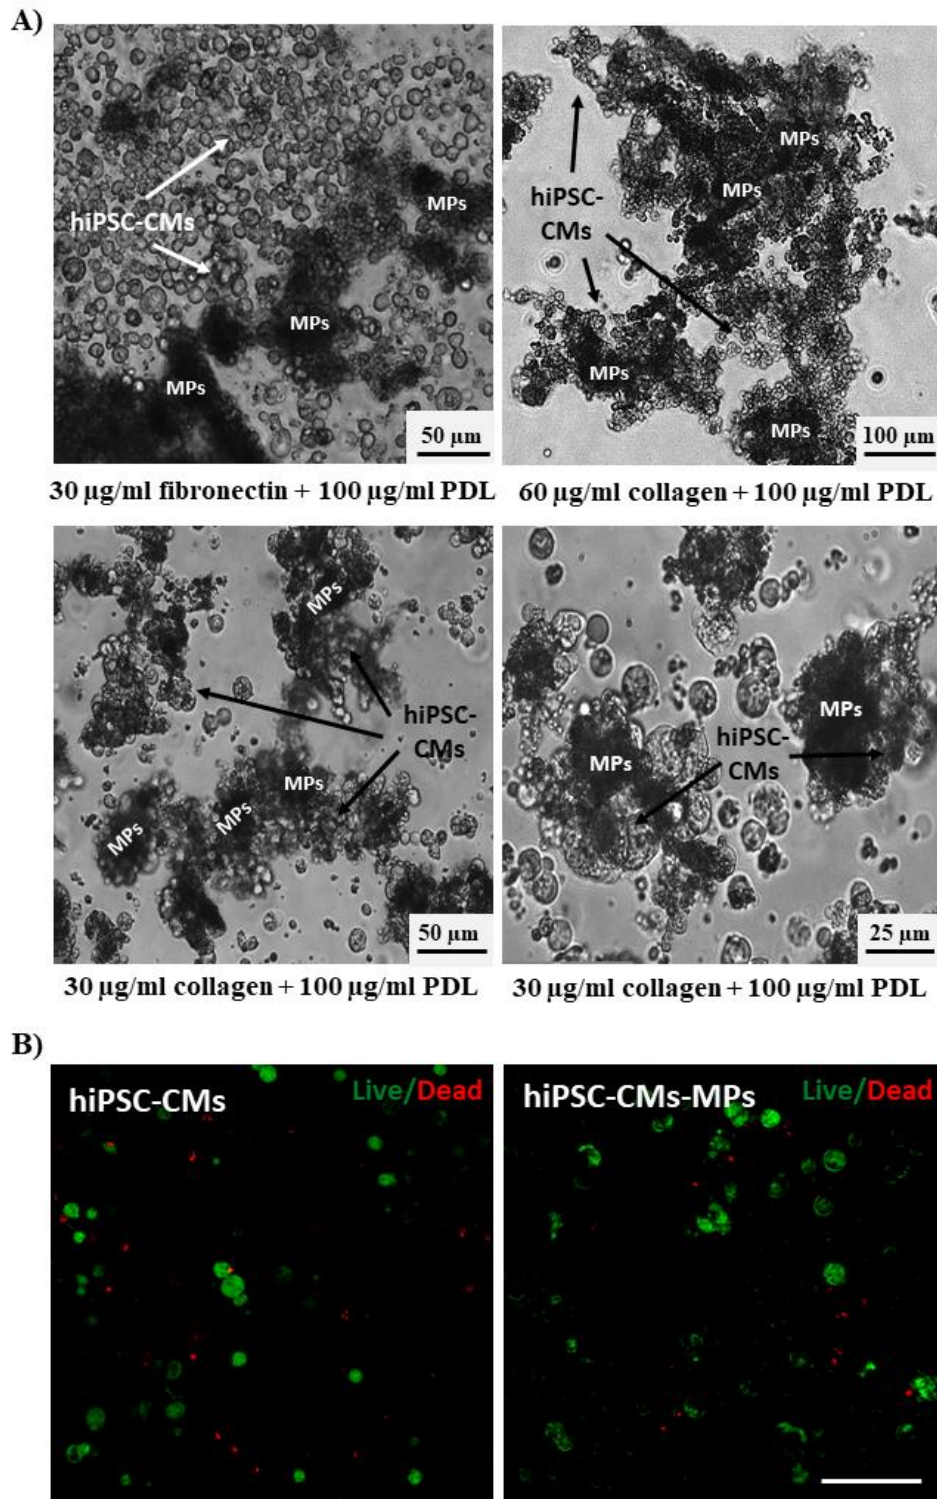 A)
hiPSC-CMs
MPs
MPs
MPs
50 µm
30 µg/ml fibronectin + 100 µg/ml PDL
MPs
MPs
hiPSC-
CMs
MPs
MPs
100 µm
60 µg/ml collagen + 100 µg/ml PDL
MPs
hiPSC-
CMs
MPs
MPs
MPs
50 µm
30 µg/ml collagen + 100 µg/ml PDL
MPs
hiPSC-
CMs
MPs
25 µm
30 µg/ml collagen + 100 µg/ml PDL
B)
hiPSC-CMs
Live/Dead
hiPSC-CMs-MPs
Live/Dead